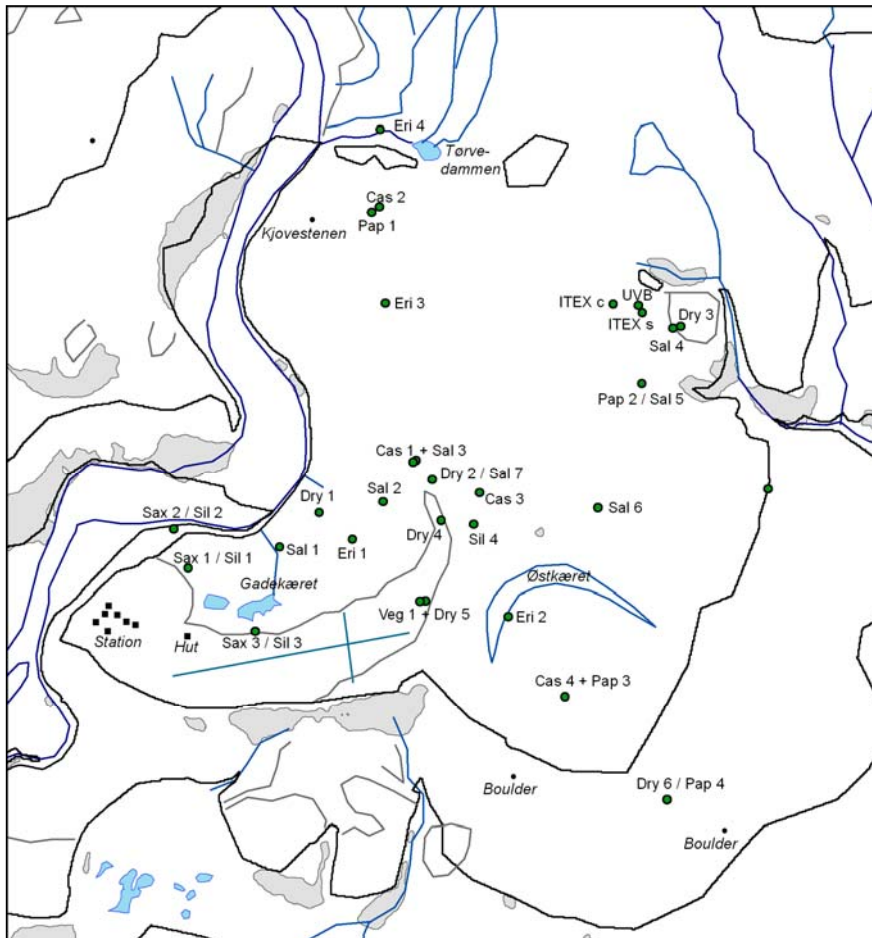 Eri 4
Tørve-
dammen
Cas 2
Pap 1
Kjovestenen
Eri 3
ITEX c
UVB
ITEX s
Dry 3
Sal 4
Pap 2 / Sal 5
Cas 1 + Sal 3
Dry 2 / Sal 7
Cas 3
Sal 2
Dry 1
Sal 6
Sax 2 / Sil 2
Dry 4
Sil 4
Eri 1
Sal 1
Sax 1 / Sil 1
Gadekæret
Østkæret
Veg 1 + Dry 5
Eri 2
Station
Hut
Sax 3 / Sil 3
Cas 4 + Pap 3
Boulder
Dry 6 / Pap 4
Boulder